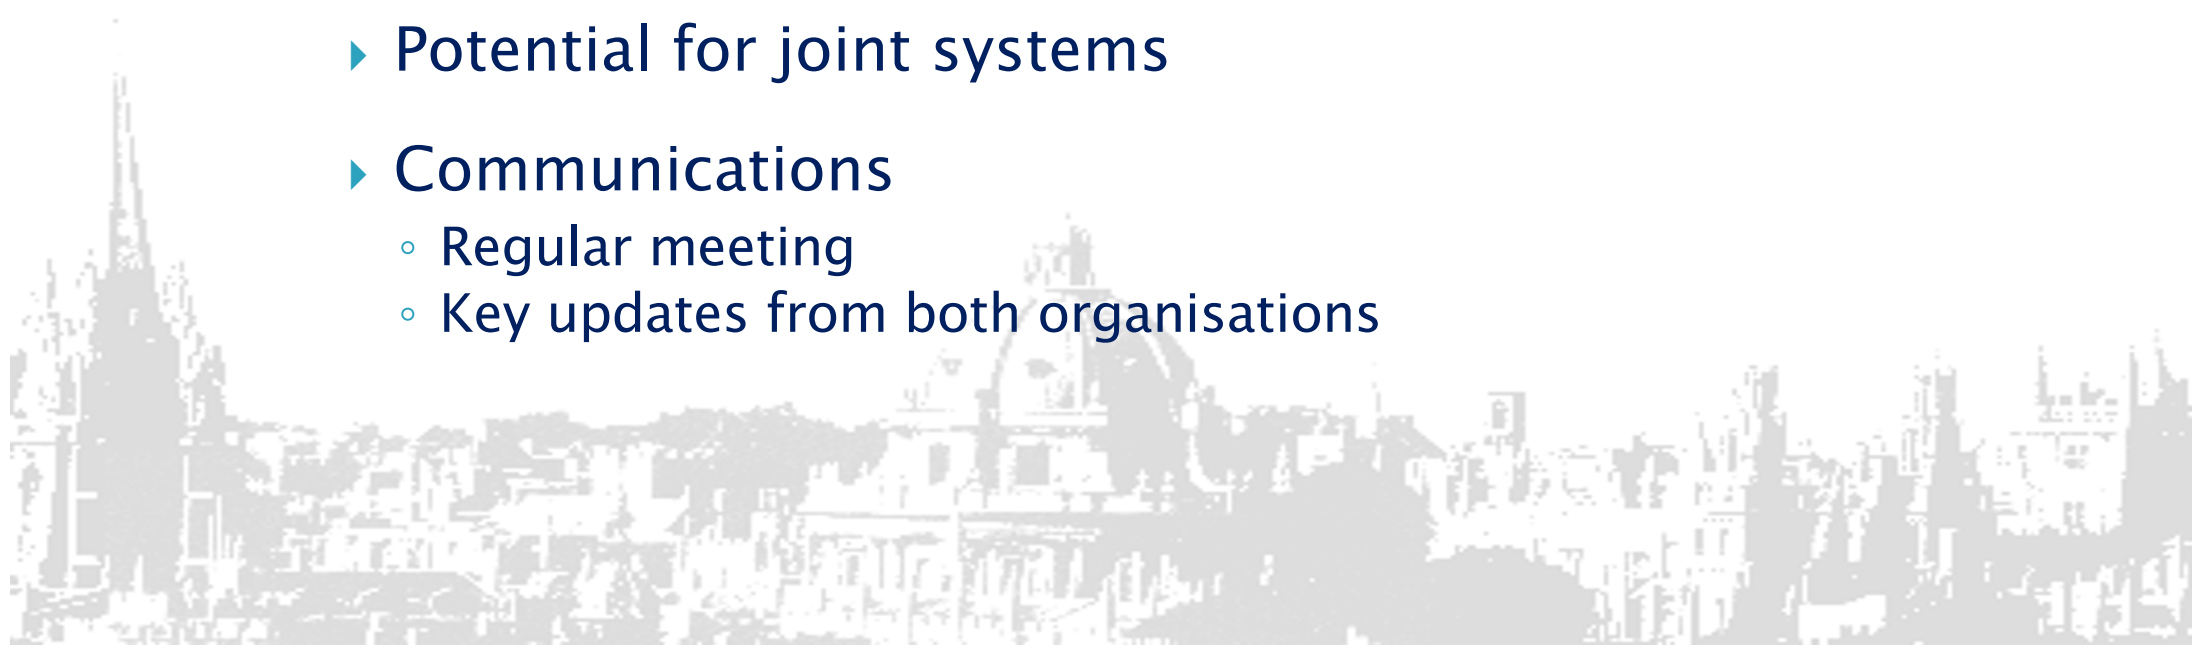 Potential for joint systems
Communications
Regular meeting
Key updates from both organisations